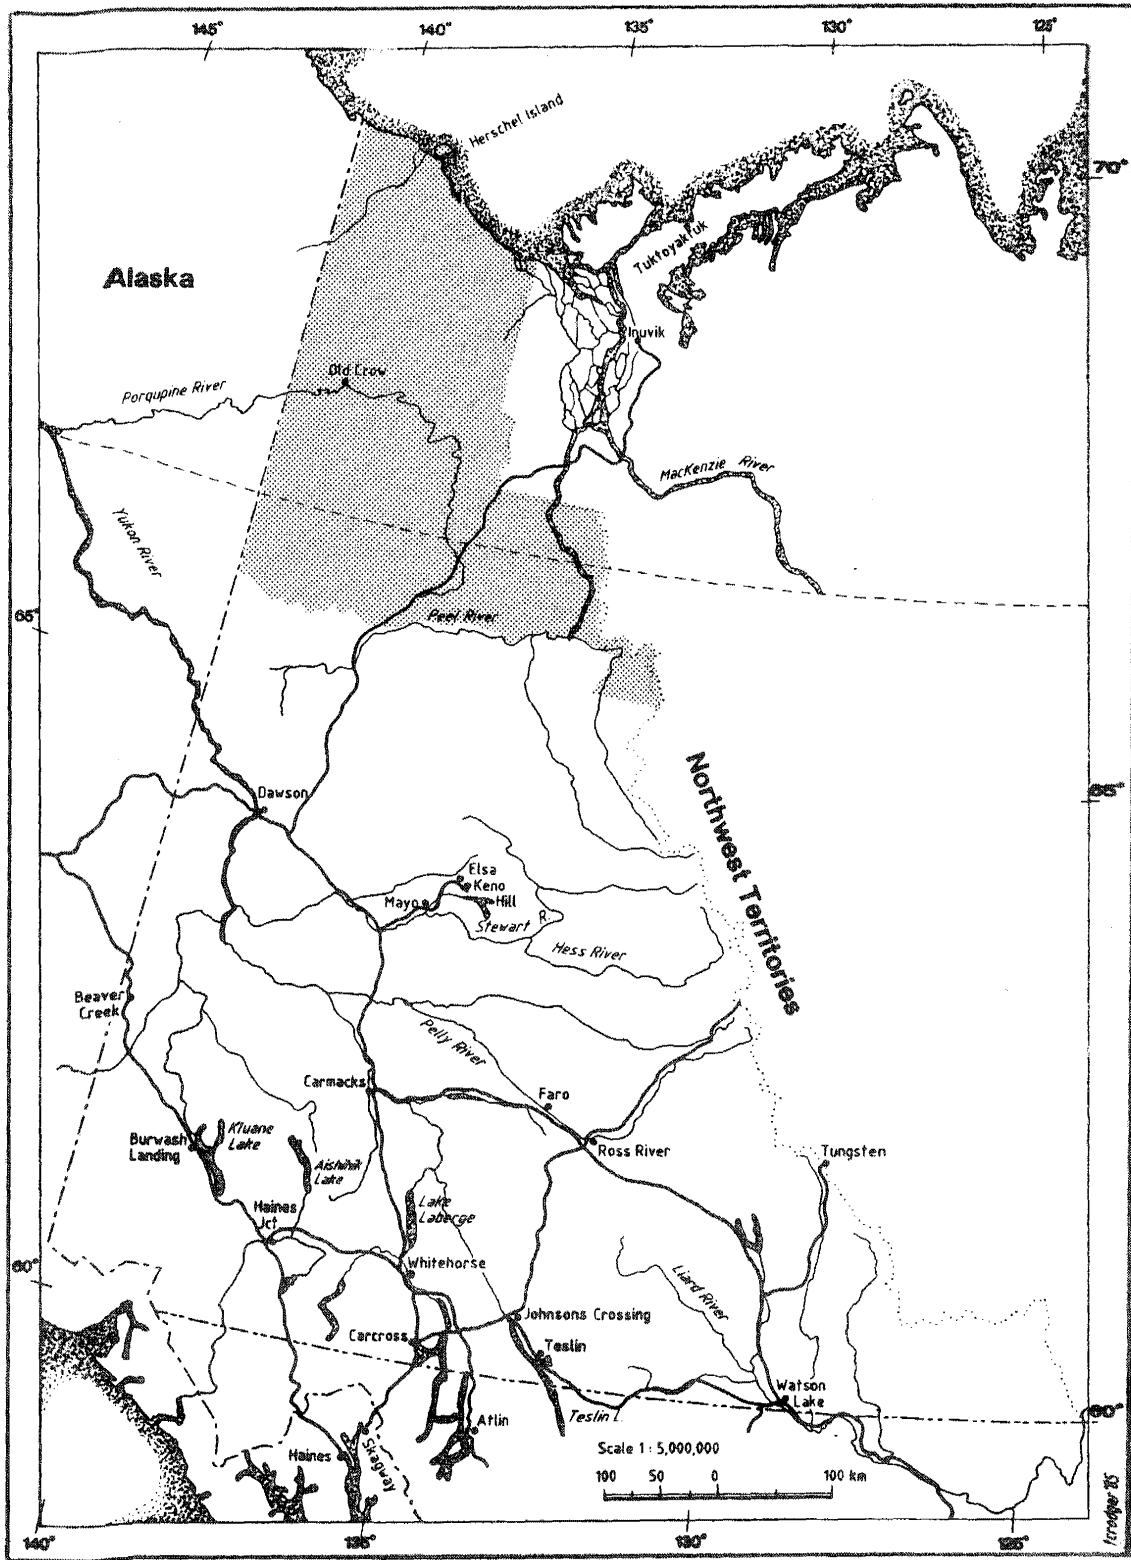 145°
140°
135°
130°
125°
Herschel Island
70°
Alaska
Tuktoyaktuk
Inuvik
Old Crow
Porqupine River
MacKenzie River
Yukon River
65°
Peel River
Northwest Territories
65°
Dawson
Elsa
Keno
Hill
Mayo
Stewart R.
Hess River
Beaver
Creek
Pelly River
Carmacks
Faro
Burwash
Landing
Kluane
Lake
Aishihik
Lake
Ross River
Tungsten
Haines
Jct
Lake
Laberge
60°
Whitehorse
Liard River
Johnsons Crossing
Carcross
Teslin
Watson
Lake
60°
Atlin
Teslin L.
Haines
Skagway
Scale 1 : 5,000,000
100 50 0 100 km
140°
135°
130°
125°